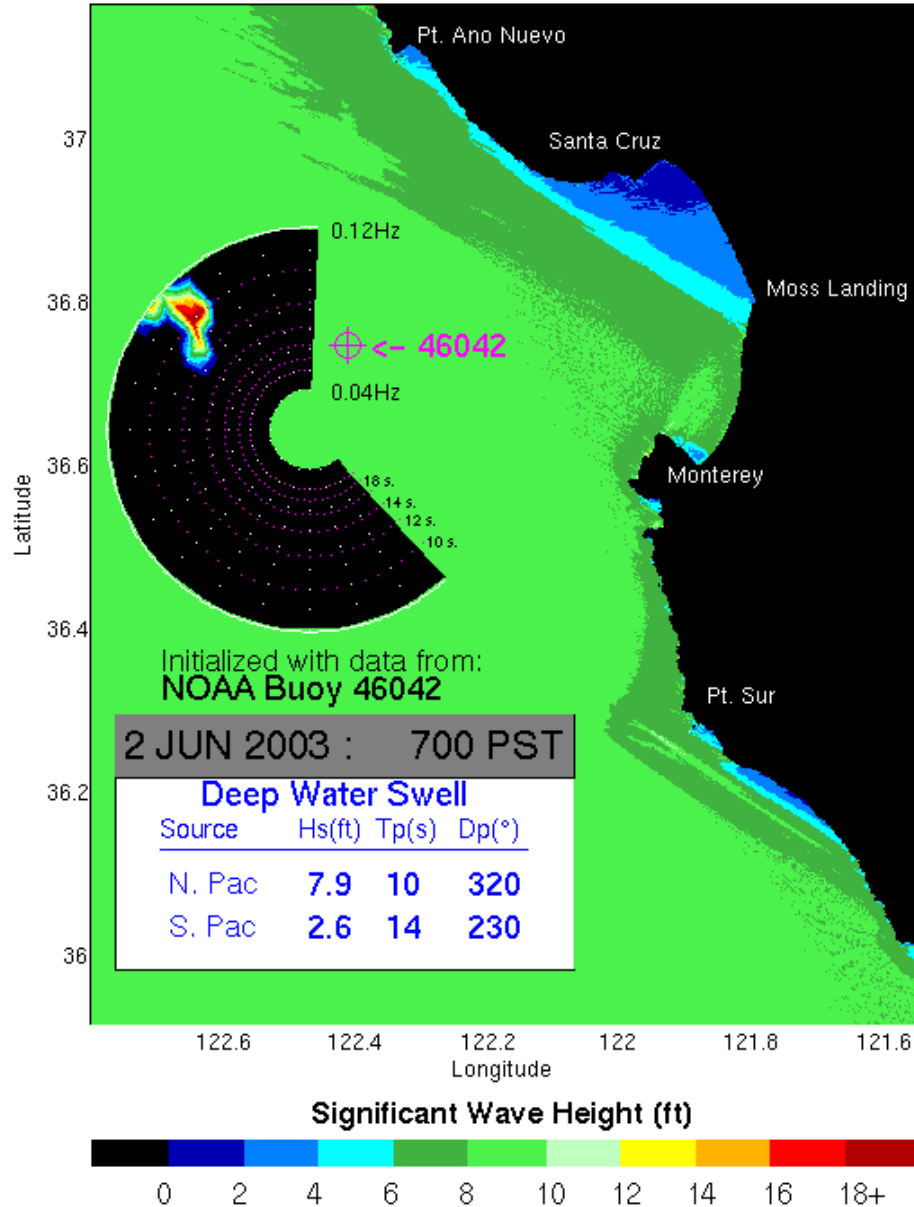 Pt. Ano Nuevo
37
Santa Cruz
0.12Hz
36.8
Moss Landing
<- 46042
0.04Hz
36.6
Monterey
18 s.
14 s.
12 s.
10 s.
Latitude
36.4
Initialized with data from:
NOAA Buoy 46042
Pt. Sur
2 JUN 2003 : 700 PST
36.2
Deep Water Swell
Source Hs(ft) Tp(s) Dp(°)
N. Pac 7.9 10 320
S. Pac 2.6 14 230
36
122.6 122.4 122.2 122 121.8 121.6
Longitude
Significant Wave Height (ft)
0 2 4 6 8 10 12 14 16 18+